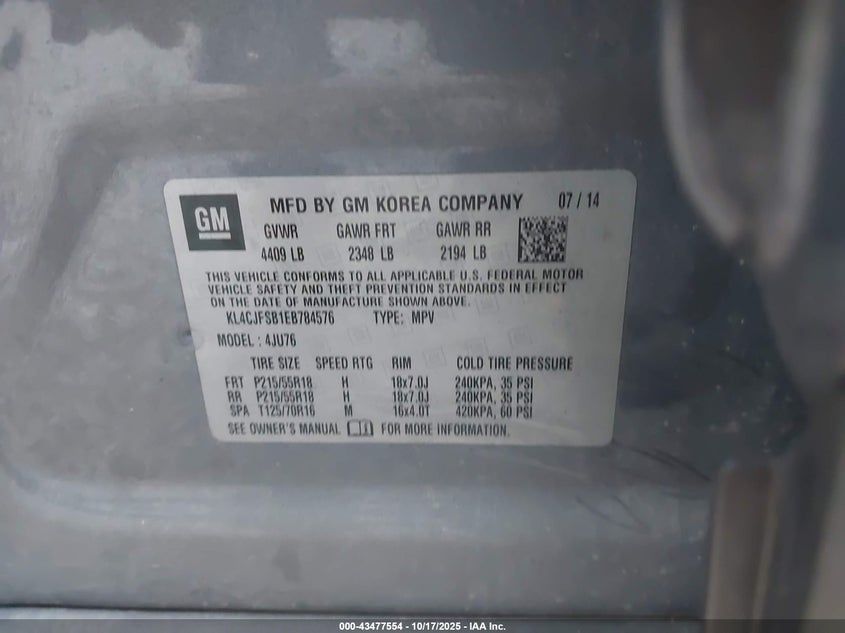 GM
MFD BY GM KOREA COMPANY 07 / 14
GVWR GAWR FRT GAWR RR
4409 LB 2348 LB 2194 LB
THIS VEHICLE CONFORMS TO ALL APPLICABLE U.S. FEDERAL MOTOR
VEHICLE SAFETY AND THEFT PREVENTION STANDARDS IN EFFECT
ON THE DATE OF MANUFACTURE SHOWN ABOVE.
KL4CJFSB1EB784576 TYPE: MPV
MODEL : 4JU76
TIRE SIZE SPEED RTG RIM COLD TIRE PRESSURE
FRT P215/55R18 H 18x7.0J 240KPA, 35 PSI
RR P215/55R18 H 18x7.0J 240KPA, 35 PSI
SPA T125/70R16 M 16x4.0T 420KPA, 60 PSI
SEE OWNER'S MANUAL FOR MORE INFORMATION.
000-43477554 - 10/17/2025 - IAA Inc.